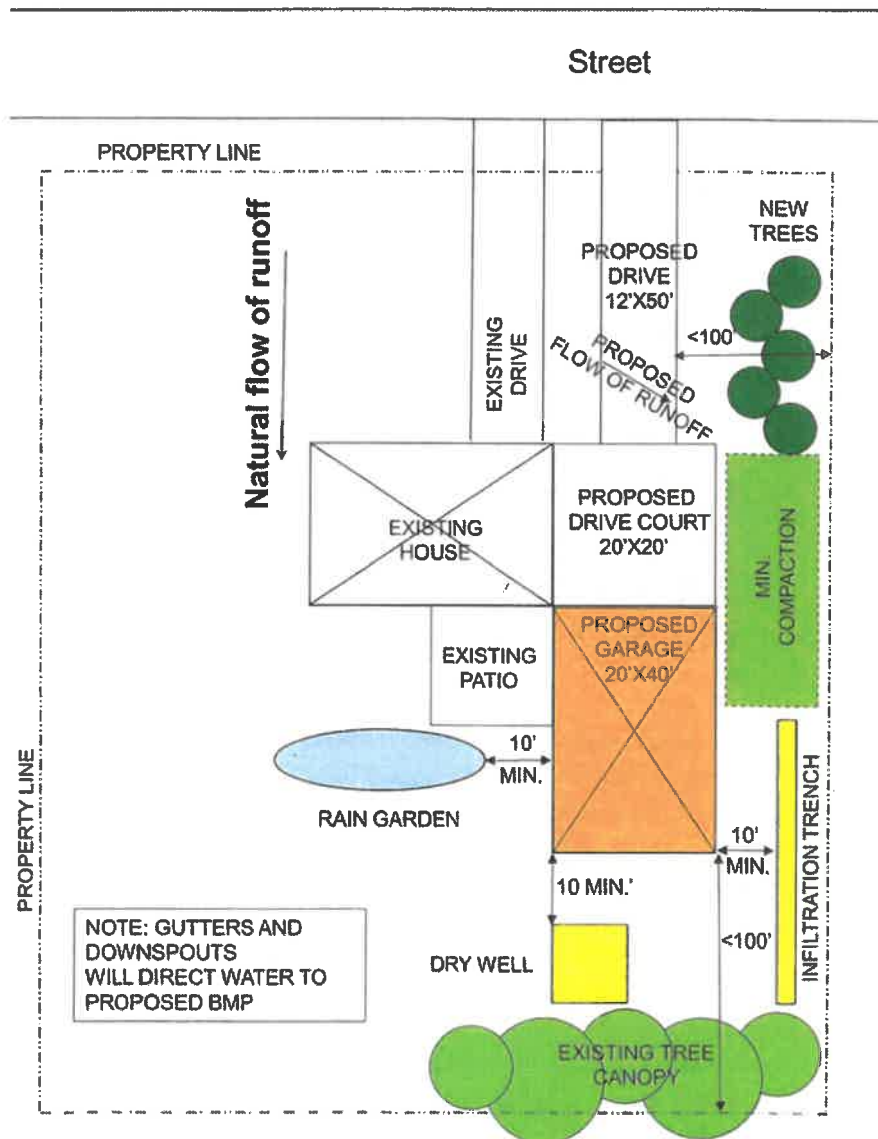 Street
PROPERTY LINE
Natural flow of runoff
NEW
TREES
PROPOSED
DRIVE
12'X50'
<100'
EXISTING
DRIVE
PROPOSED
FLOW OF RUNOFF
EXISTING
HOUSE
PROPOSED
DRIVE COURT
20'X20'
MIN.
COMPACTION
PROPOSED
GARAGE
20'X40'
EXISTING
PATIO
10'
MIN.
RAIN GARDEN
PROPERTY LINE
10'
MIN.
INFILTRATION TRENCH
10 MIN.'
<100'
NOTE: GUTTERS AND
DOWNSPOUTS
WILL DIRECT WATER TO
PROPOSED BMP
DRY WELL
EXISTING TREE
CANOPY